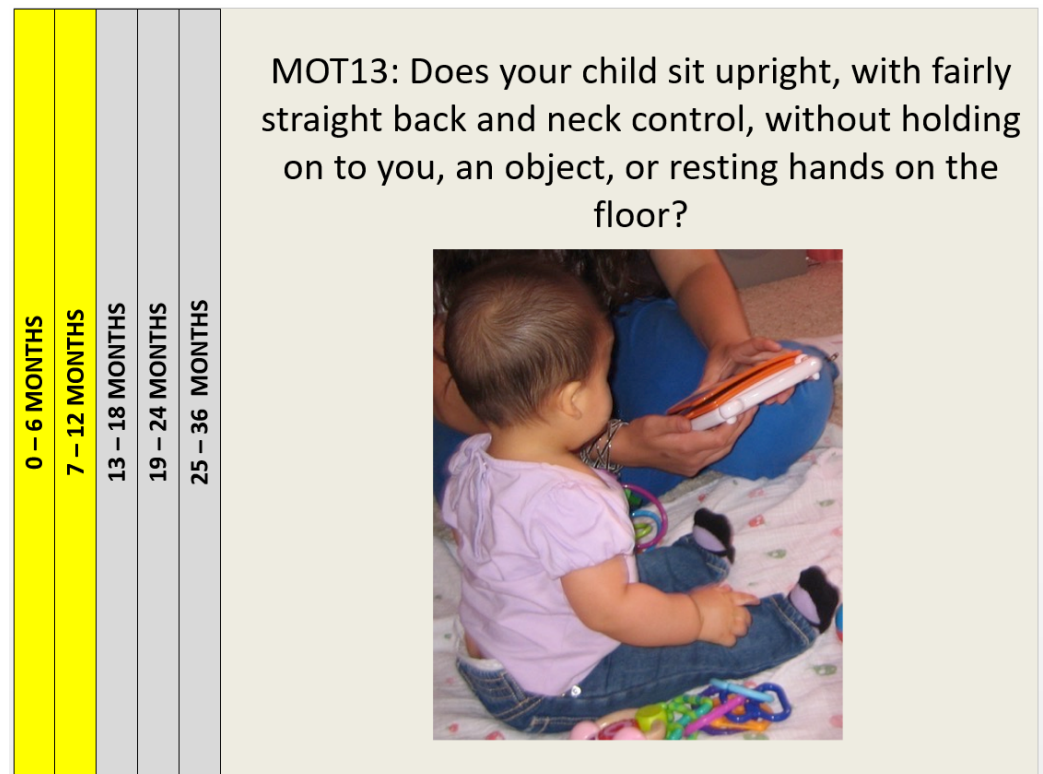 0 – 6 MONTHS
7 – 12 MONTHS
13 – 18 MONTHS
19 – 24 MONTHS
25 – 36 MONTHS
MOT13: Does your child sit upright, with fairly
straight back and neck control, without holding
on to you, an object, or resting hands on the
floor?